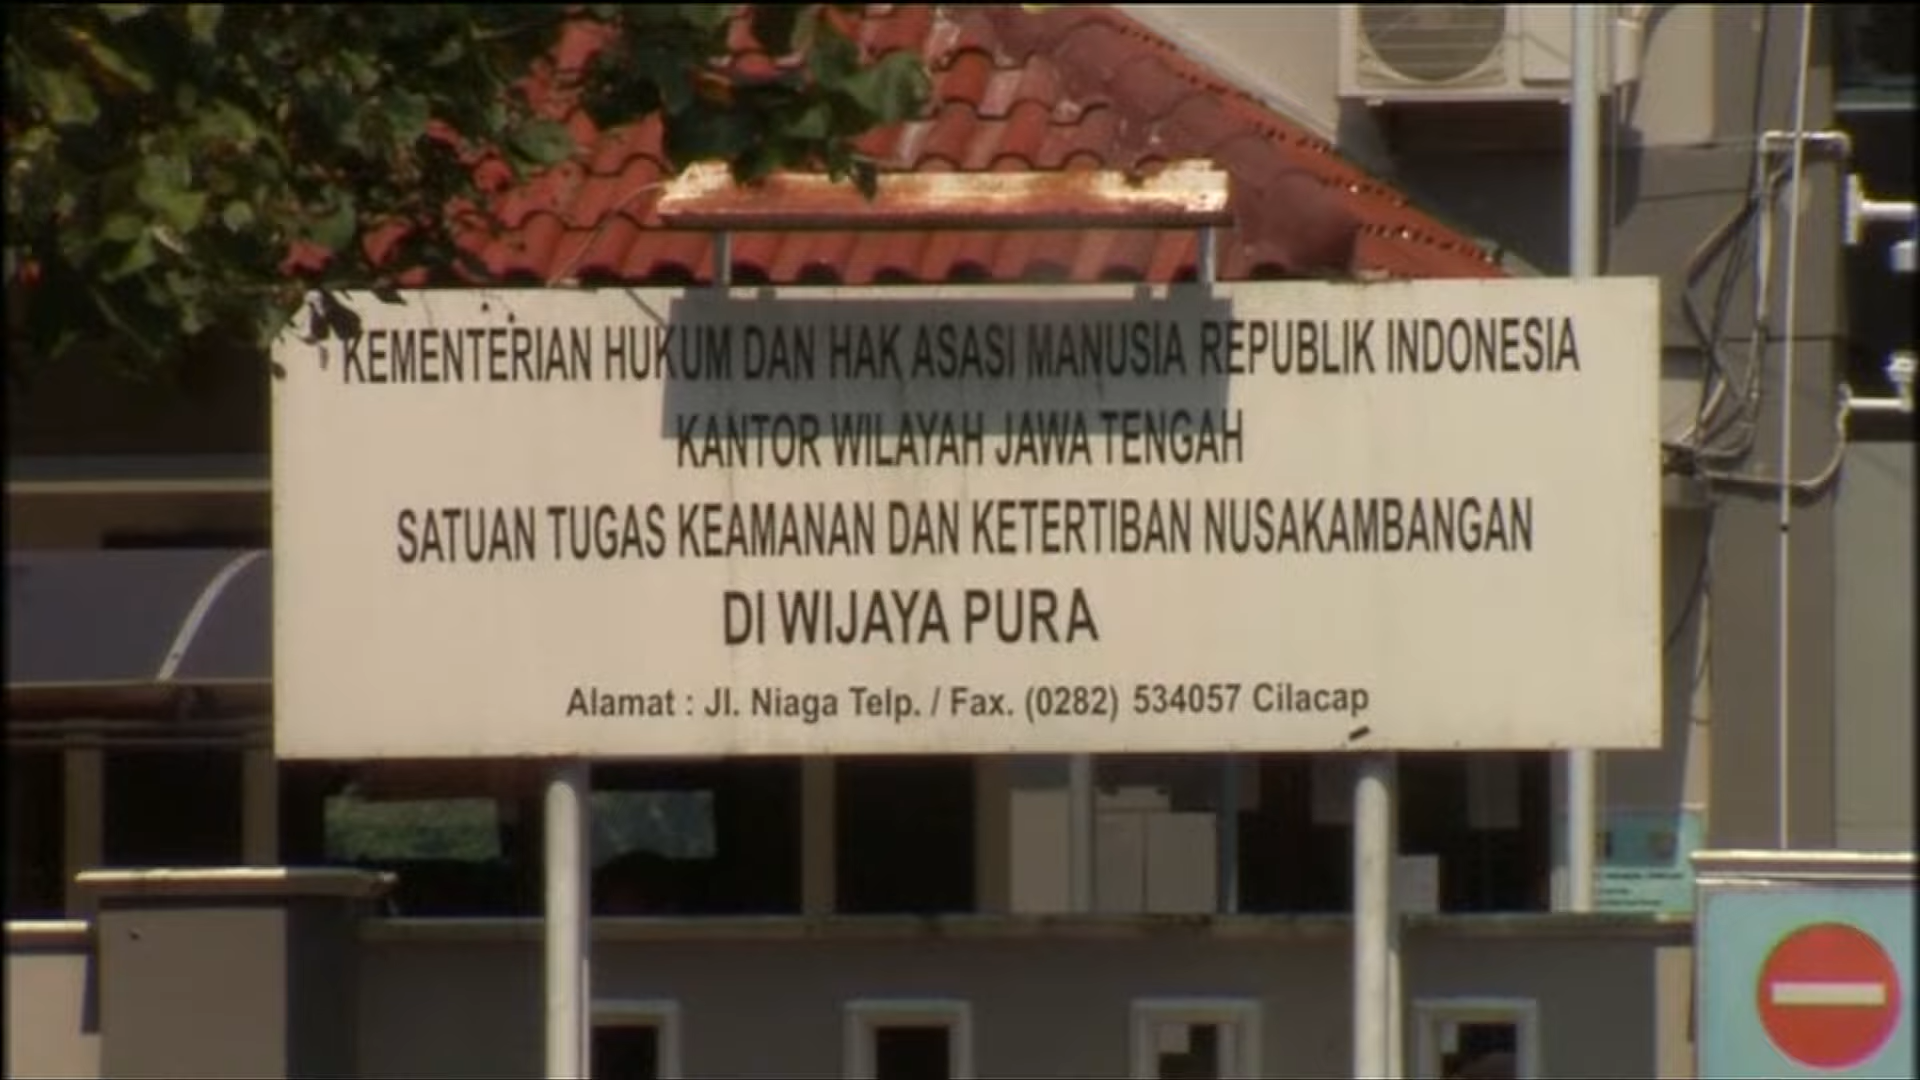 KEMENTERIAN HUKUM DAN HAK ASASI MANUSIA REPUBLIK INDONESIA
KANTOR WILAYAH JAWA TENGAH
SATUAN TUGAS KEAMANAN DAN KETERTIBAN NUSAKAMBANGAN
DI WIJAYA PURA
Alamat : Jl. Niaga Telp. / Fax. (0282) 534057 Cilacap